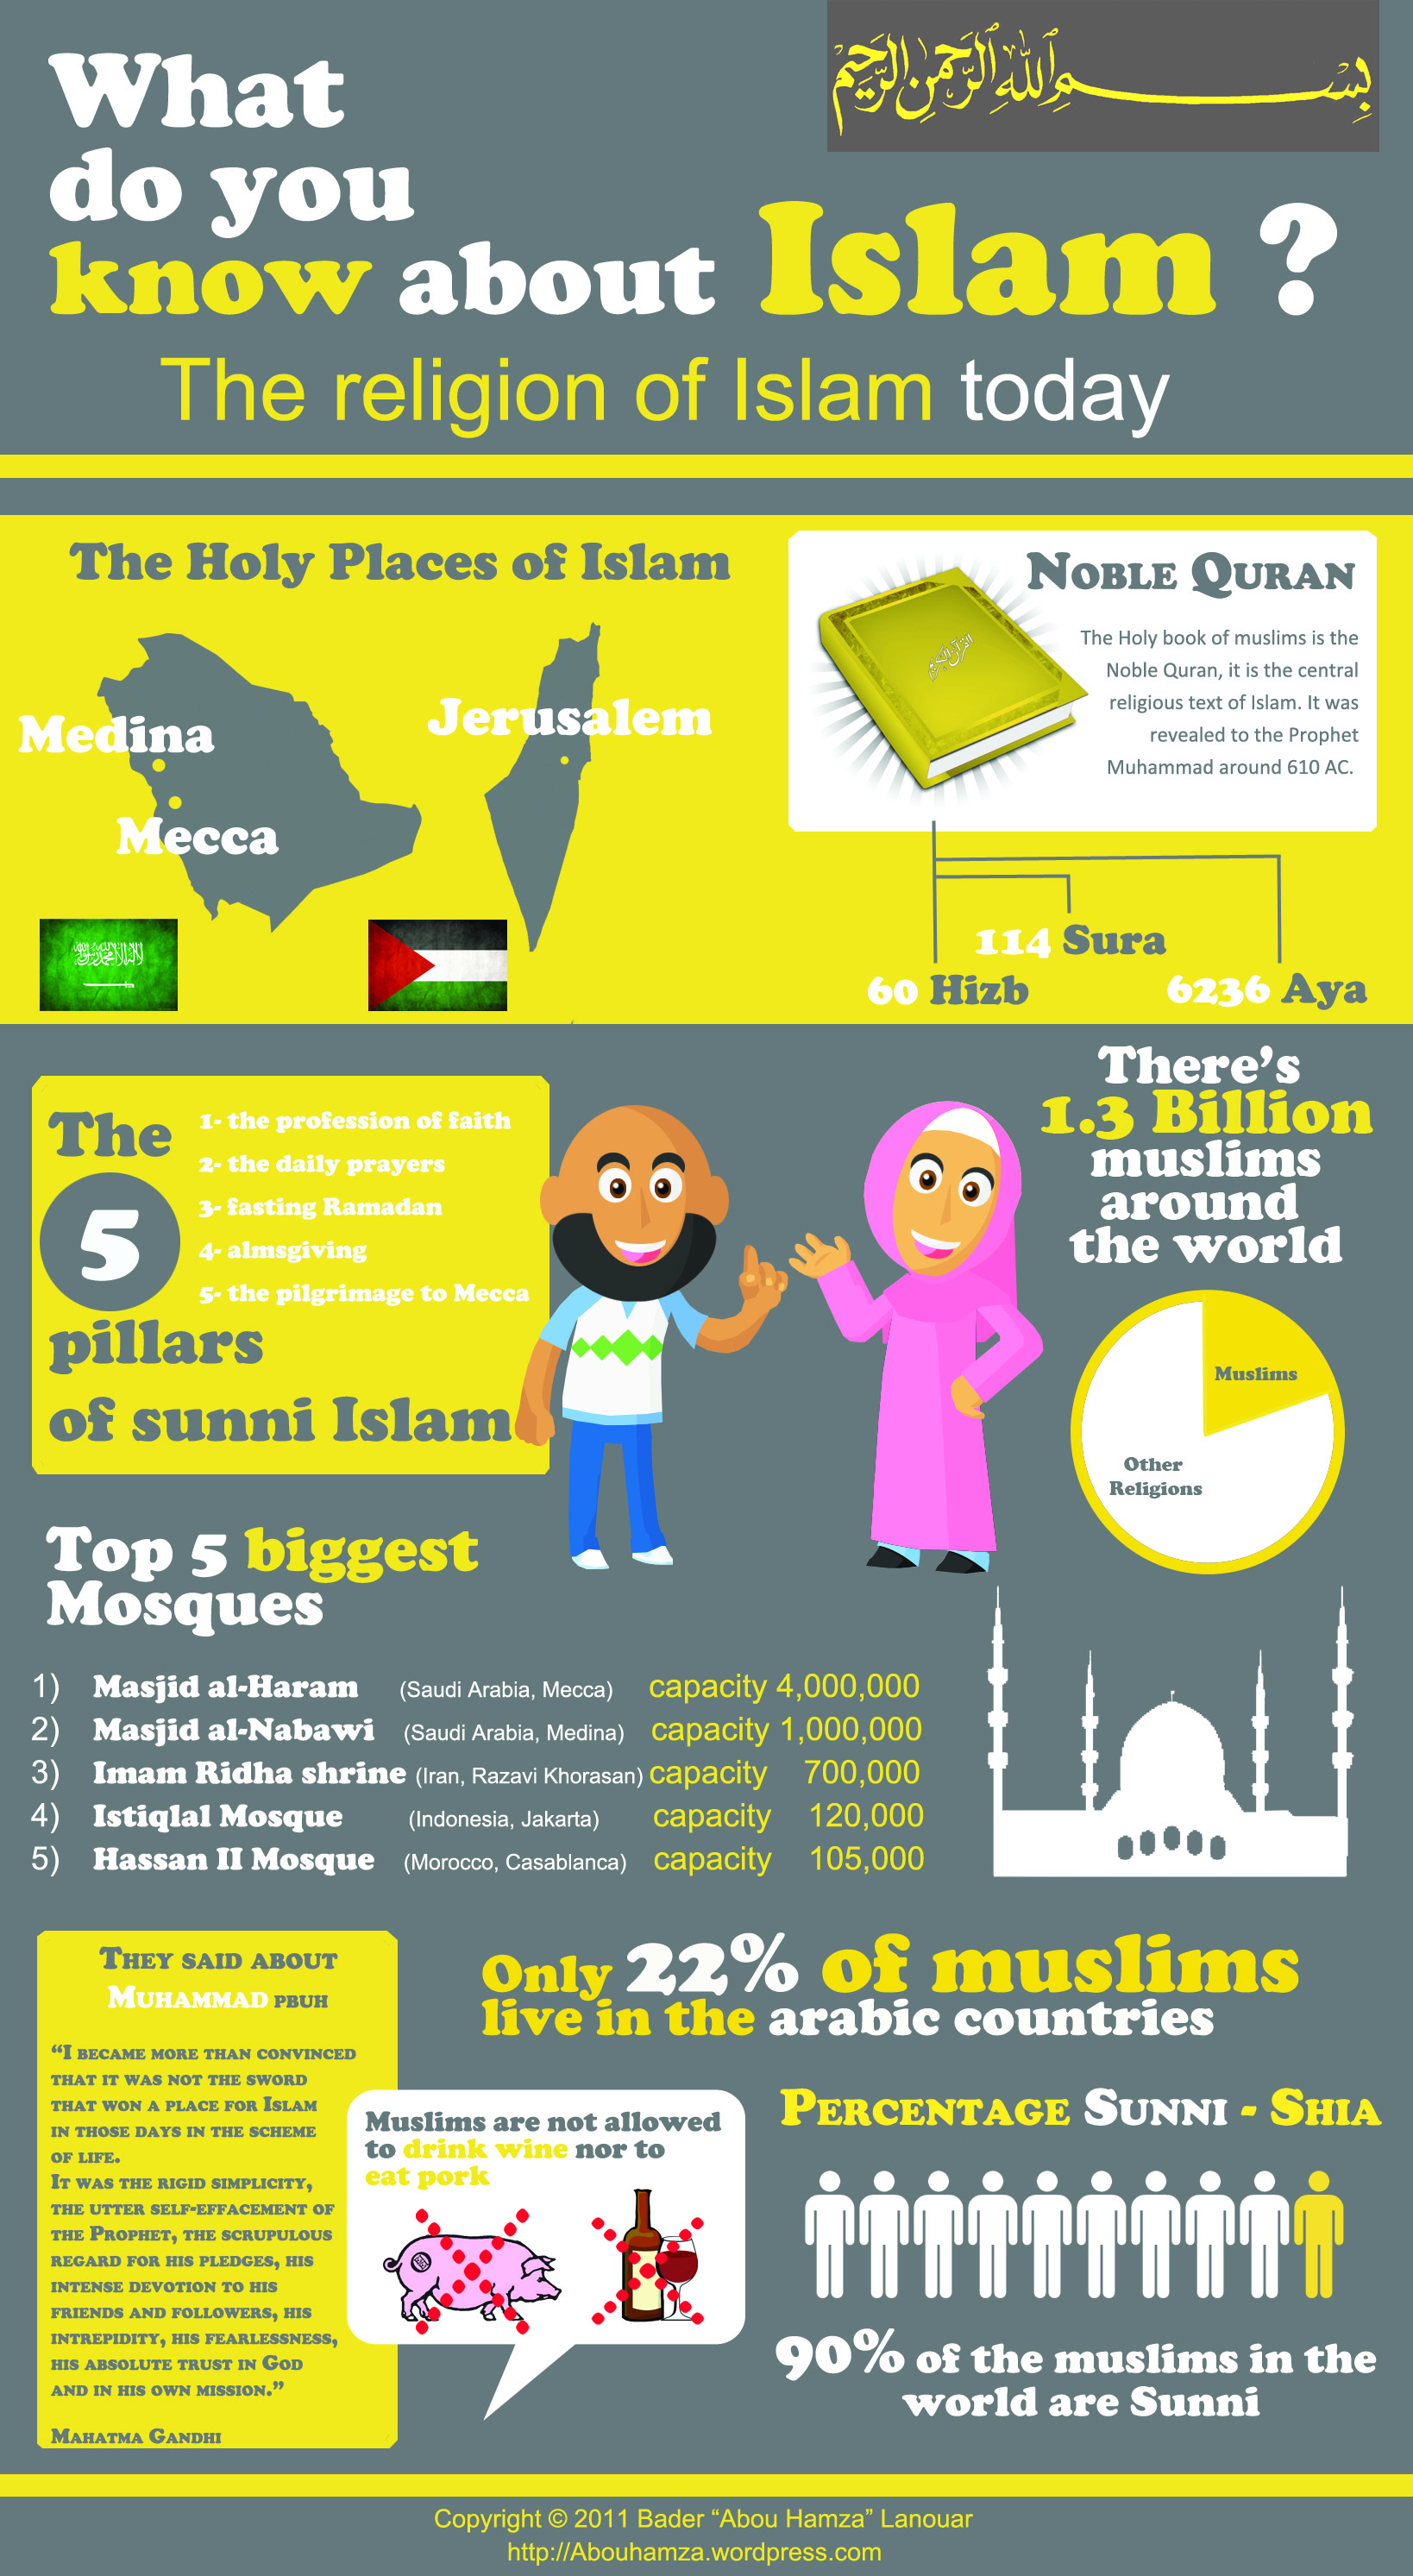 بِسْمِ ٱللَّهِ ٱلرَّحْمَٰنِ ٱلرَّحِيمِ
What
do you
know about Islam ?
The religion of Islam today
The Holy Places of Islam
Medina
Mecca
Jerusalem
لا إله إلا الله محمد رسول الله
NOBLE QURAN
القرآن الكريم
The Holy book of muslims is the
Noble Quran, it is the central
religious text of Islam. It was
revealed to the Prophet
Muhammad around 610 AC.
114 Sura
60 Hizb
6236 Aya
The
5
pillars
of sunni Islam
1- the profession of faith
2- the daily prayers
3- fasting Ramadan
4- almsgiving
5- the pilgrimage to Mecca
There's
1.3 Billion
muslims
around
the world
Muslims
Other
Religions
Top 5 biggest
Mosques
1) Masjid al-Haram (Saudi Arabia, Mecca) capacity 4,000,000
2) Masjid al-Nabawi (Saudi Arabia, Medina) capacity 1,000,000
3) Imam Ridha shrine (Iran, Razavi Khorasan) capacity 700,000
4) Istiqlal Mosque (Indonesia, Jakarta) capacity 120,000
5) Hassan II Mosque (Morocco, Casablanca) capacity 105,000
THEY SAID ABOUT
MUHAMMAD PBUH
“I BECAME MORE THAN CONVINCED
THAT IT WAS NOT THE SWORD
THAT WON A PLACE FOR ISLAM
IN THOSE DAYS IN THE SCHEME
OF LIFE.
IT WAS THE RIGID SIMPLICITY,
THE UTTER SELF-EFFACEMENT OF
THE PROPHET, THE SCRUPULOUS
REGARD FOR HIS PLEDGES, HIS
INTENSE DEVOTION TO HIS
FRIENDS AND FOLLOWERS, HIS
INTREPIDITY, HIS FEARLESSNESS,
HIS ABSOLUTE TRUST IN GOD
AND IN HIS OWN MISSION.”
MAHATMA GANDHI
Only 22% of muslims
live in the arabic countries
Muslims are not allowed
to drink wine nor to
eat pork
PERCENTAGE SUNNI - SHIA
90% of the muslims in the
world are Sunni
Copyright © 2011 Bader “Abou Hamza” Lanouar
http://Abouhamza.wordpress.com